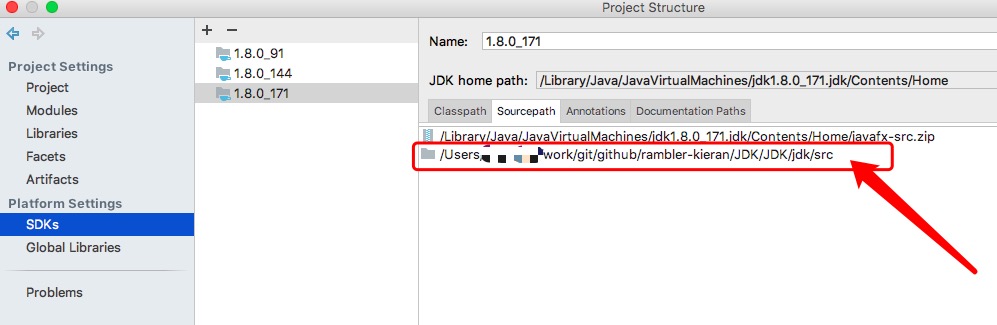 Project Structure
Project Settings
Project
Modules
Libraries
Facets
Artifacts
Platform Settings
SDKs
Global Libraries
Problems
1.8.0_91
1.8.0_144
1.8.0_171
Name: 1.8.0_171
JDK home path: /Library/Java/JavaVirtualMachines/jdk1.8.0_171.jdk/Contents/Home
Classpath Sourcepath Annotations Documentation Paths
/Library/Java/JavaVirtualMachines/jdk1.8.0_171.jdk/Contents/Home/javafx-src.zip
/Users/ work/git/github/rambler-kieran/JDK/JDK/jdk/src